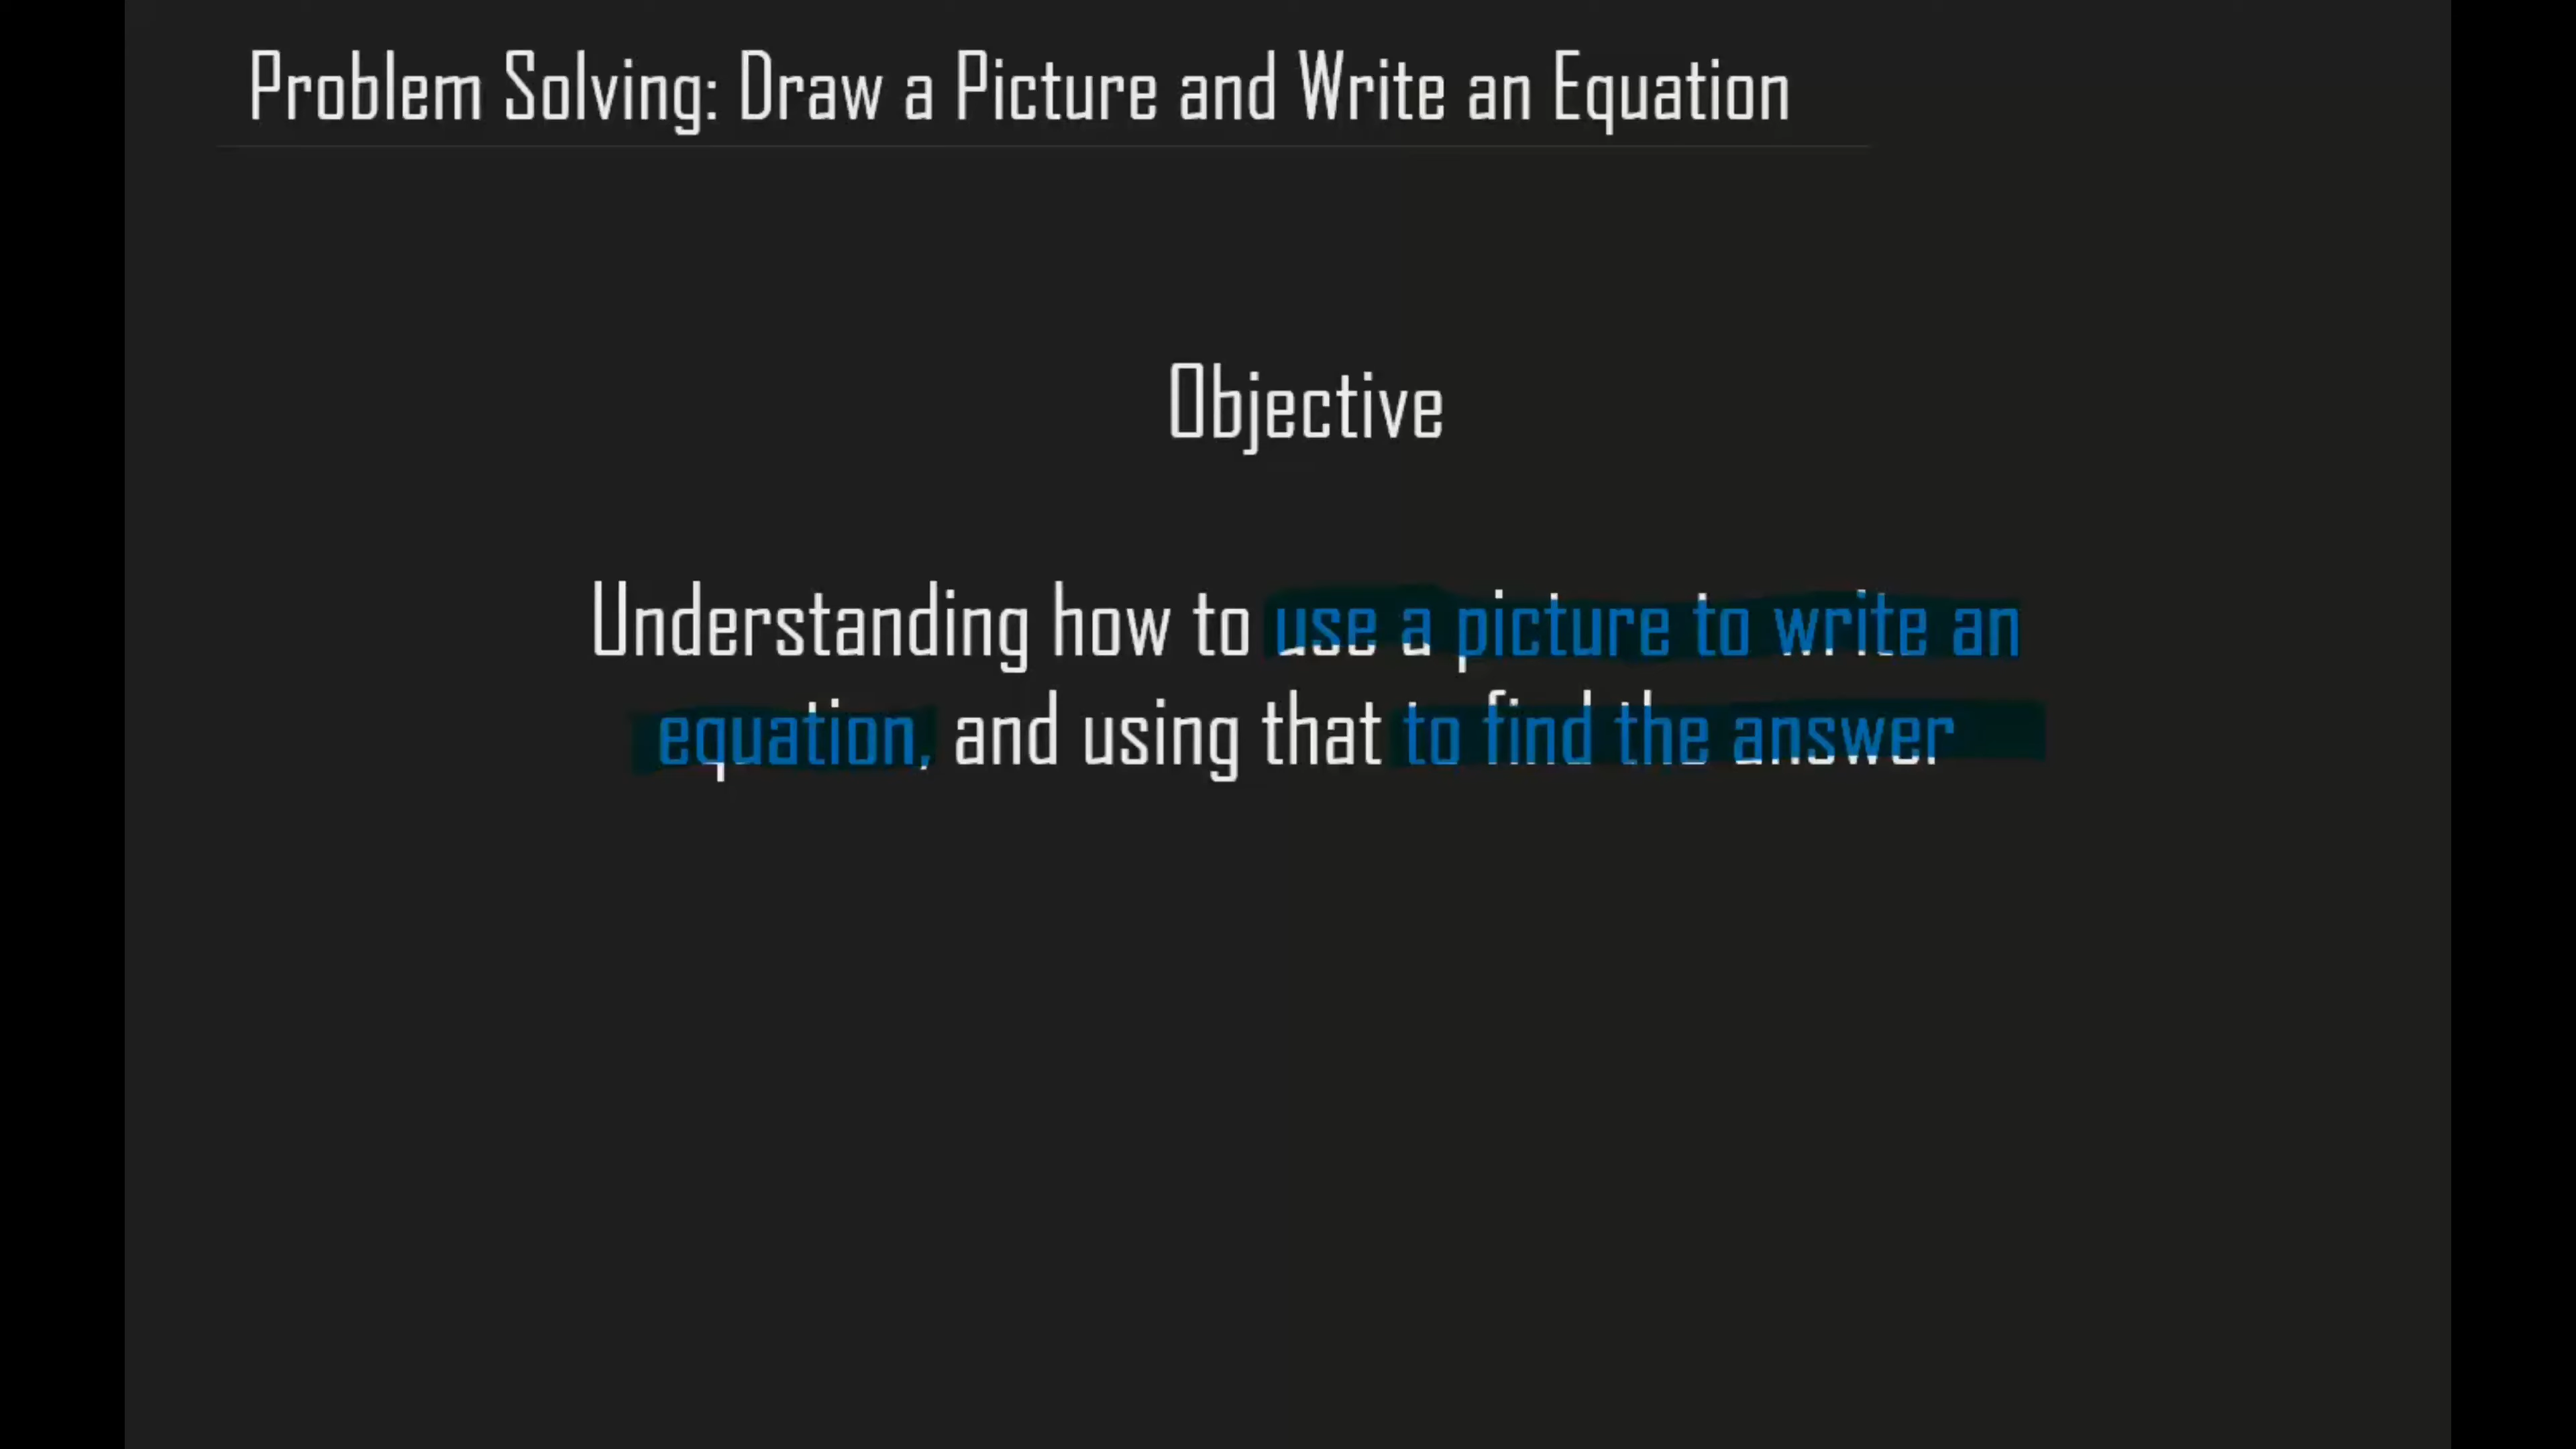 Problem Solving: Draw a Picture and Write an Equation
Objective
Understanding how to use a picture to write an
equation, and using that to find the answer